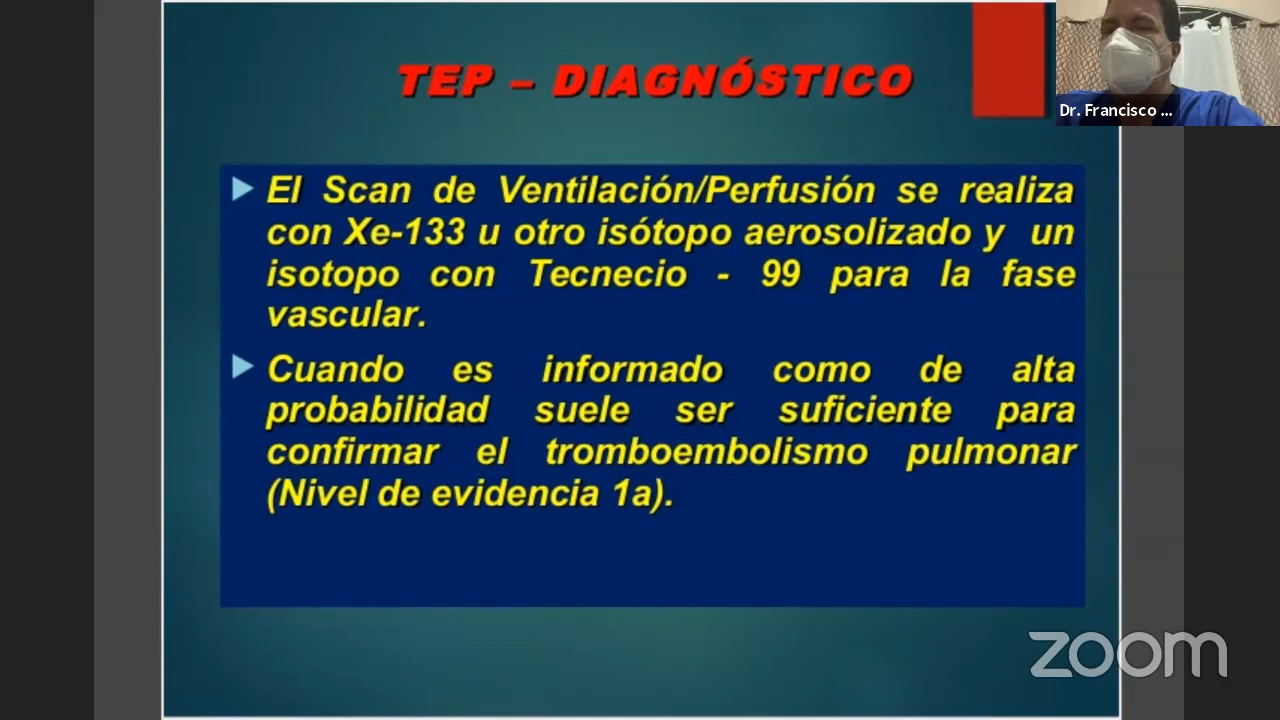 TEP – DIAGNÓSTICO
El Scan de Ventilación/Perfusión se realiza
con Xe-133 u otro isótopo aerosolizado y un
isotopo con Tecnecio - 99 para la fase
vascular.
Cuando es informado como de alta
probabilidad suele ser suficiente para
confirmar el tromboembolismo pulmonar
(Nivel de evidencia 1a).
Dr. Francisco ...
zoom